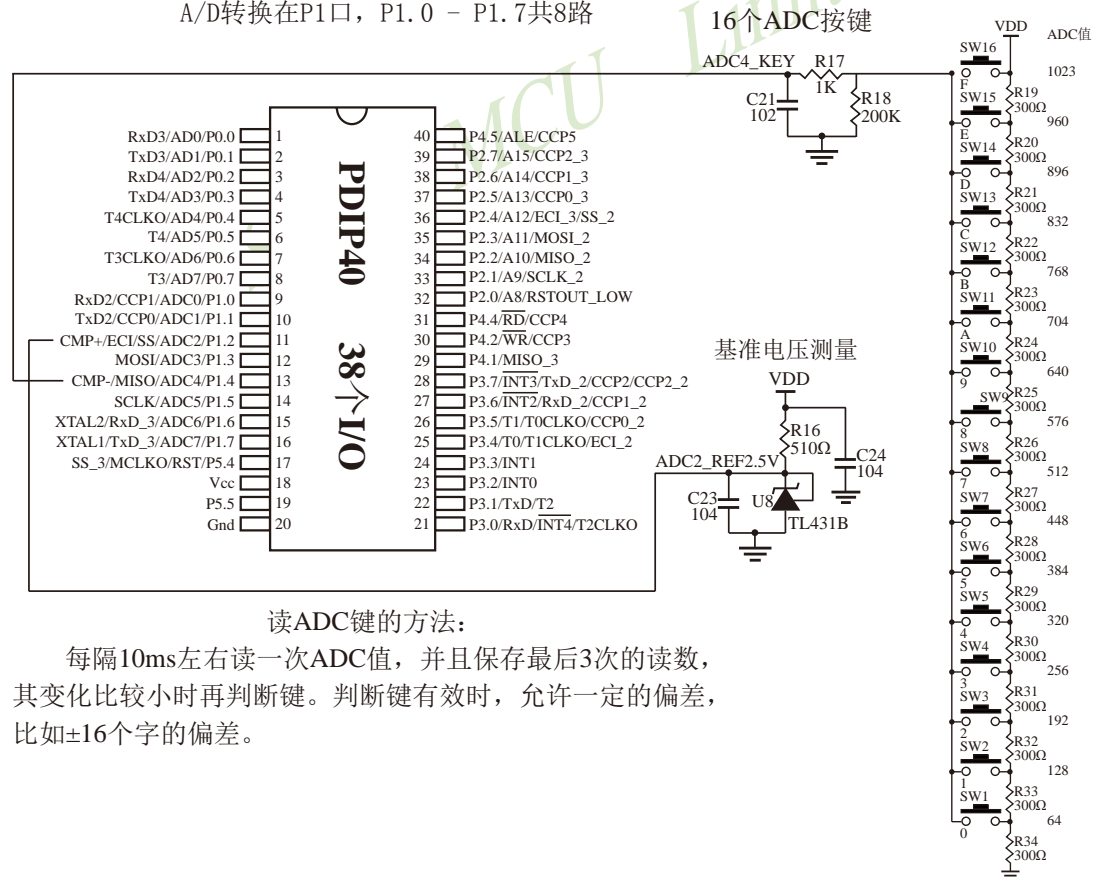 A/D转换在P1口，P1.0 - P1.7共8路
16个ADC按键
MCU Limi
ADC4_KEY
R17
1K
C21
102
R18
200K
VDD
ADC值
SW16
F
1023
R19
300Ω
SW15
E
960
R20
300Ω
SW14
D
896
R21
300Ω
SW13
C
832
R22
300Ω
SW12
B
768
R23
300Ω
SW11
A
704
R24
300Ω
SW10
9
640
R25
300Ω
SW9
8
576
R26
300Ω
SW8
7
512
R27
300Ω
SW7
6
448
R28
300Ω
SW6
5
384
R29
300Ω
SW5
4
320
R30
300Ω
SW4
3
256
R31
300Ω
SW3
2
192
R32
300Ω
SW2
1
128
R33
300Ω
SW1
0
64
R34
300Ω
PDIP40 38个I/O
RxD3/AD0/P0.0 1
TxD3/AD1/P0.1 2
RxD4/AD2/P0.2 3
TxD4/AD3/P0.3 4
T4CLKO/AD4/P0.4 5
T4/AD5/P0.5 6
T3CLKO/AD6/P0.6 7
T3/AD7/P0.7 8
RxD2/CCP1/ADC0/P1.0 9
TxD2/CCP0/ADC1/P1.1 10
CMP+/ECI/SS/ADC2/P1.2 11
MOSI/ADC3/P1.3 12
CMP-/MISO/ADC4/P1.4 13
SCLK/ADC5/P1.5 14
XTAL2/RxD_3/ADC6/P1.6 15
XTAL1/TxD_3/ADC7/P1.7 16
SS_3/MCLKO/RST/P5.4 17
Vcc 18
P5.5 19
Gnd 20
40 P4.5/ALE/CCP5
39 P2.7/A15/CCP2_3
38 P2.6/A14/CCP1_3
37 P2.5/A13/CCP0_3
36 P2.4/A12/ECI_3/SS_2
35 P2.3/A11/MOSI_2
34 P2.2/A10/MISO_2
33 P2.1/A9/SCLK_2
32 P2.0/A8/RSTOUT_LOW
31 P4.4/RD/CCP4
30 P4.2/WR/CCP3
29 P4.1/MISO_3
28 P3.7/INT3/TxD_2/CCP2/CCP2_2
27 P3.6/INT2/RxD_2/CCP1_2
26 P3.5/T1/T0CLKO/CCP0_2
25 P3.4/T0/T1CLKO/ECI_2
24 P3.3/INT1
23 P3.2/INT0
22 P3.1/TxD/T2
21 P3.0/RxD/INT4/T2CLKO
基准电压测量
VDD
R16
510Ω
C24
104
ADC2_REF2.5V
C23
104
U8
TL431B
读ADC键的方法：
每隔10ms左右读一次ADC值，并且保存最后3次的读数，
其变化比较小时再判断键。判断键有效时，允许一定的偏差，
比如±16个字的偏差。